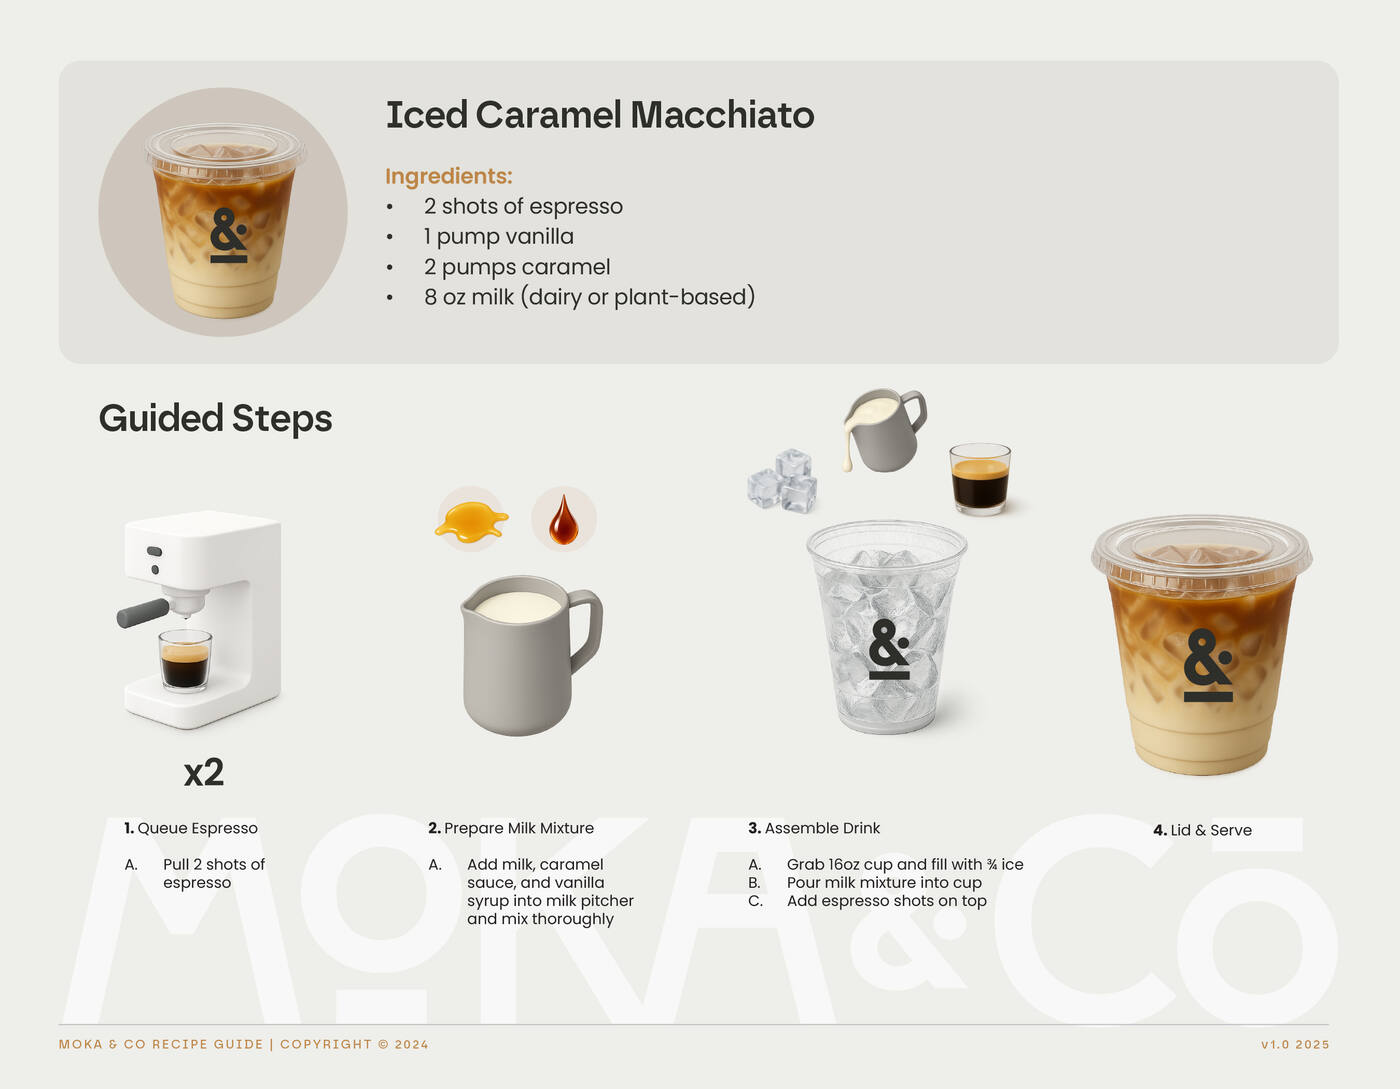 Iced Caramel Macchiato
Ingredients:
• 2 shots of espresso
• 1 pump vanilla
• 2 pumps caramel
• 8 oz milk (dairy or plant-based)
&
Guided Steps
&
&
x2
1. Queue Espresso
A. Pull 2 shots of
espresso
2. Prepare Milk Mixture
A. Add milk, caramel
sauce, and vanilla
syrup into milk pitcher
and mix thoroughly
3. Assemble Drink
A. Grab 16oz cup and fill with ¾ ice
B. Pour milk mixture into cup
C. Add espresso shots on top
4. Lid & Serve
MOKA&CO
MOKA & CO RECIPE GUIDE | COPYRIGHT © 2024
v1.0 2025